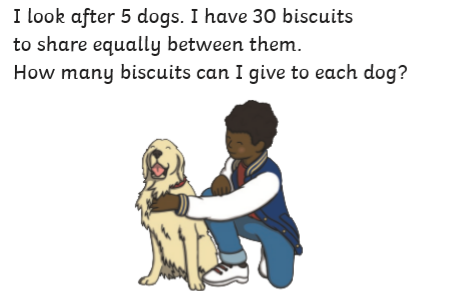 I look after 5 dogs. I have 30 biscuits
to share equally between them.
How many biscuits can I give to each dog?